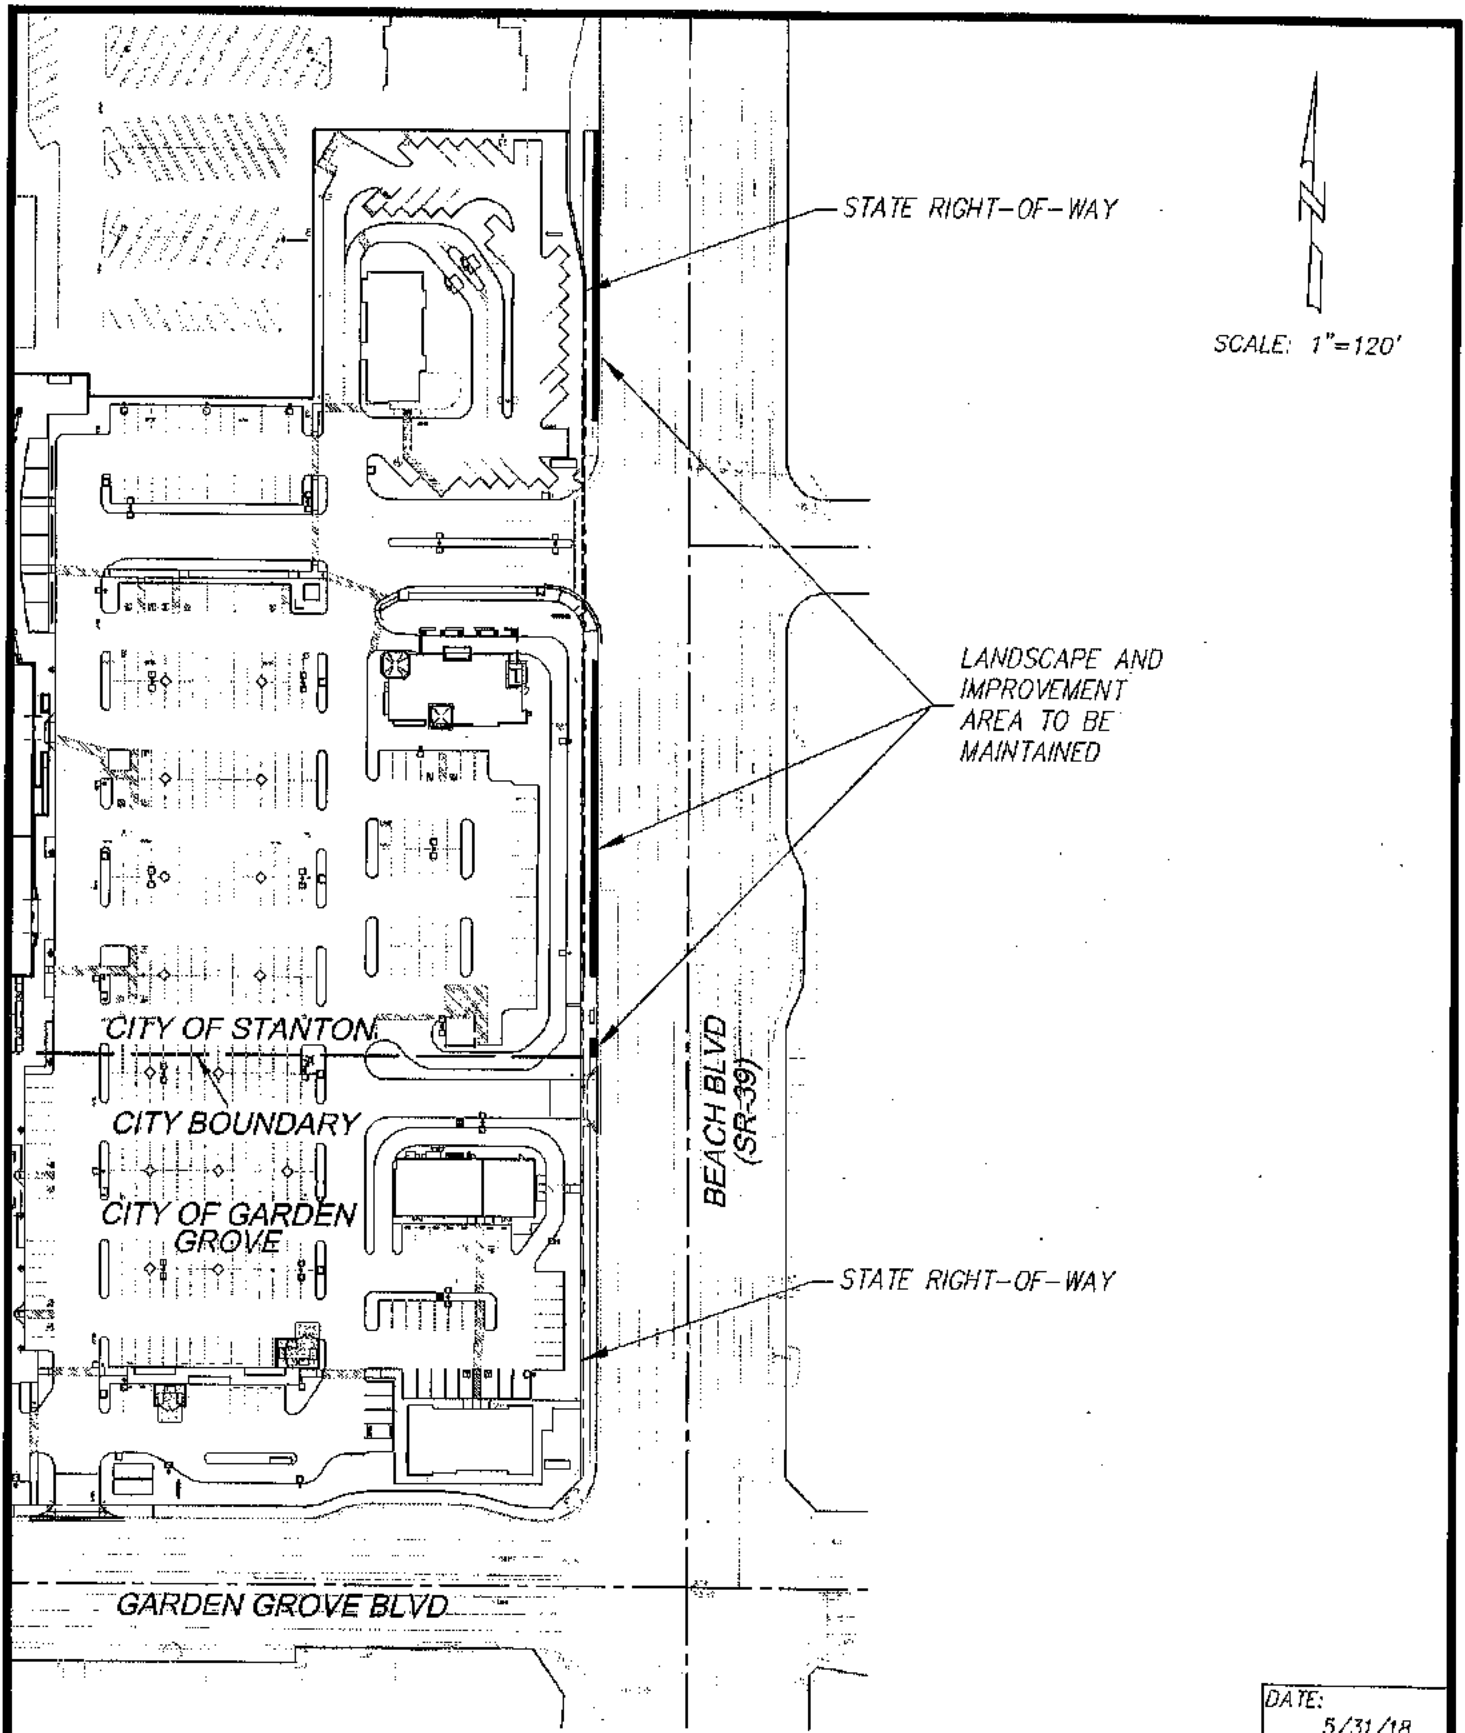 STATE RIGHT-OF-WAY
N
SCALE: 1"=120'
LANDSCAPE AND
IMPROVEMENT
AREA TO BE
MAINTAINED
CITY OF STANTON
CITY BOUNDARY
BEACH BLVD
(SR-39)
CITY OF GARDEN
GROVE
STATE RIGHT-OF-WAY
GARDEN GROVE BLVD
DATE:
5/31/18